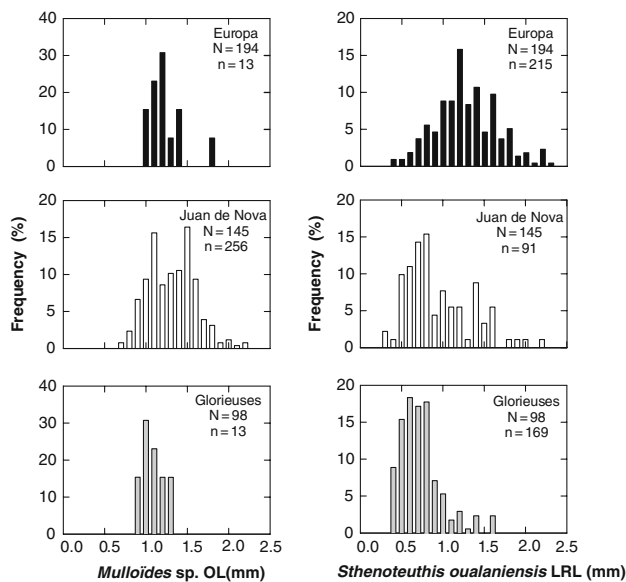 40
30
20
10
0
Europa
N = 194
n = 13
20
15
10
5
0
Europa
N = 194
n = 215
Frequency (%)
20
15
10
5
0
Juan de Nova
N = 145
n = 256
Frequency (%)
20
15
10
5
0
Juan de Nova
N = 145
n = 91
40
30
20
10
0
Glorieuses
N = 98
n = 13
0.0 1.0 1.5 2.0 2.5
Mulloïdes sp. OL(mm)
20
15
10
5
0
Glorieuses
N = 98
n = 169
0.0 0.5 1.0 1.5 2.0 2.5
Sthenoteuthis oualaniensis LRL (mm)